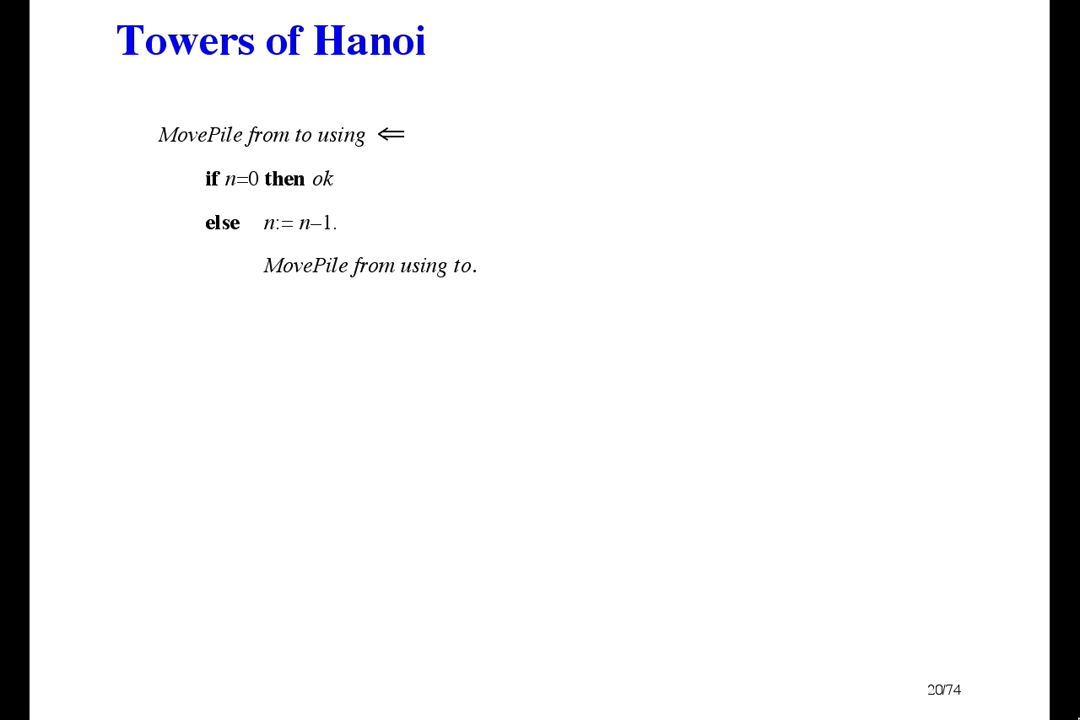 Towers of Hanoi
MovePile from to using ⇐
if n=0 then ok
else n:= n–1.
MovePile from using to.
20/74